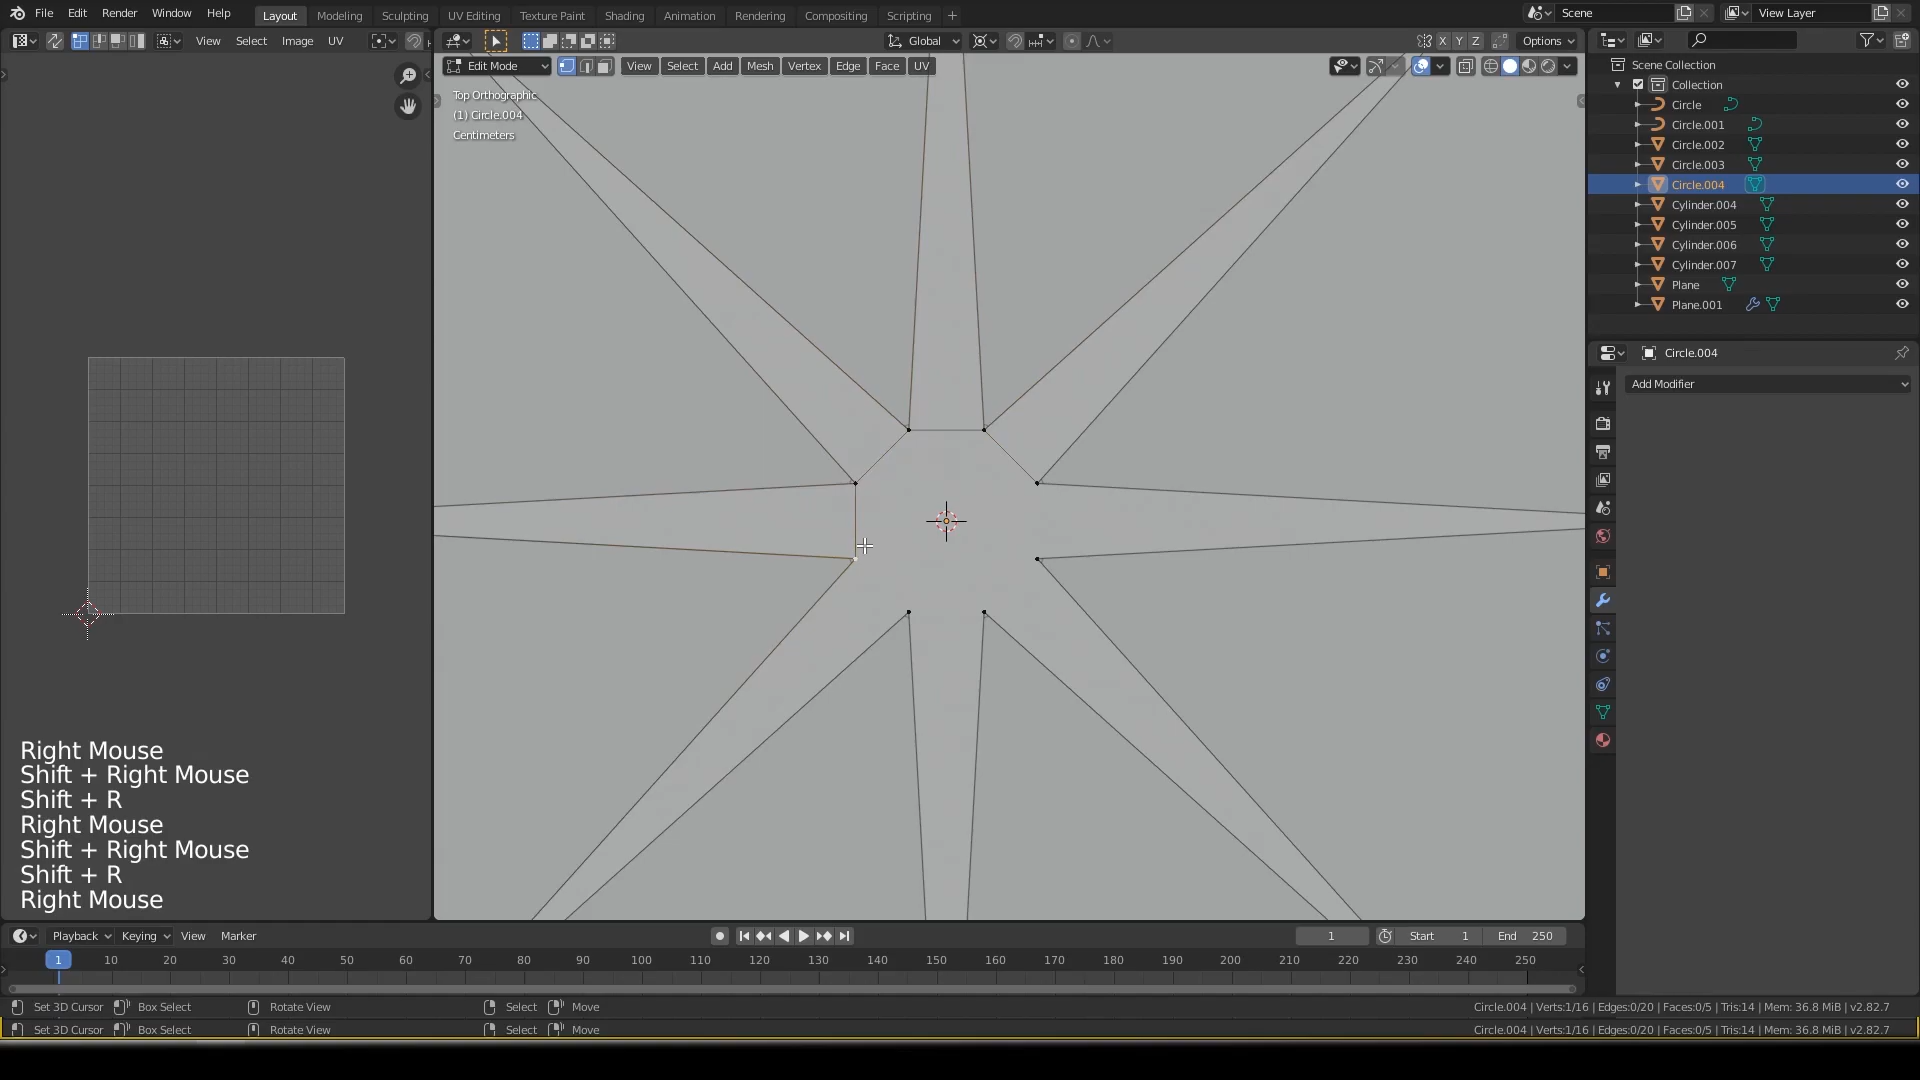 File Edit Render Window Help Layout Modeling Sculpting UV Editing Texture Paint Shading Animation Rendering Compositing Scripting + Scene View Layer
View Select Image UV Global X Y Z Options
Edit Mode View Select Add Mesh Vertex Edge Face UV
Scene Collection
Collection
Circle
Circle.001
Circle.002
Circle.003
Circle.004
Cylinder.004
Cylinder.005
Cylinder.006
Cylinder.007
Plane
Plane.001
Top Orthographic
(1) Circle.004
Centimeters
Circle.004
Add Modifier
Right Mouse
Shift + Right Mouse
Shift + R
Right Mouse
Shift + Right Mouse
Shift + R
Right Mouse
Playback Keying View Marker 1 Start 1 End 250
1 10 20 30 40 50 60 70 80 90 100 110 120 130 140 150 160 170 180 190 200 210 220 230 240 250
Set 3D Cursor Box Select Rotate View Select Move Circle.004 | Verts:1/16 | Edges:0/20 | Faces:0/5 | Tris:14 | Mem: 36.8 MiB | v2.82.7
Set 3D Cursor Box Select Rotate View Select Move Circle.004 | Verts:1/16 | Edges:0/20 | Faces:0/5 | Tris:14 | Mem: 36.8 MiB | v2.82.7